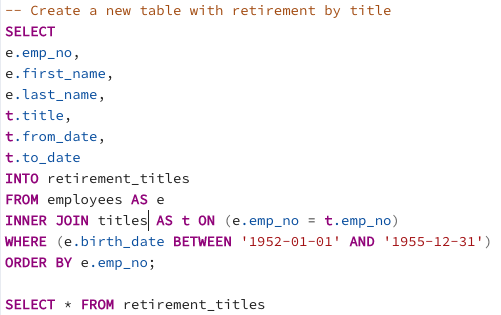 -- Create a new table with retirement by title
SELECT
e.emp_no,
e.first_name,
e.last_name,
t.title,
t.from_date,
t.to_date
INTO retirement_titles
FROM employees AS e
INNER JOIN titles AS t ON (e.emp_no = t.emp_no)
WHERE (e.birth_date BETWEEN '1952-01-01' AND '1955-12-31')
ORDER BY e.emp_no;
SELECT * FROM retirement_titles